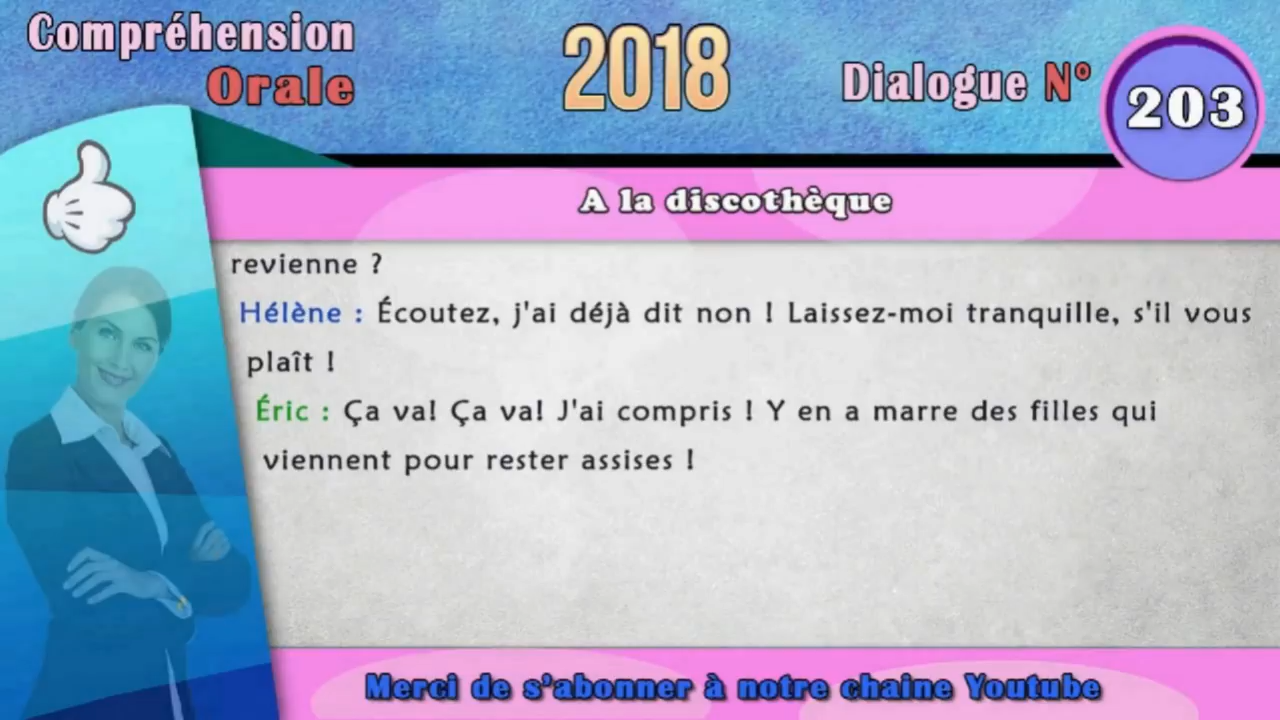 Compréhension
Orale
2018
Dialogue N°
203
A la discothèque
revienne ?
Hélène : Écoutez, j'ai déjà dit non ! Laissez-moi tranquille, s'il vous
plaît !
Éric : Ça va! Ça va! J'ai compris ! Y en a marre des filles qui
viennent pour rester assises !
Merci de s'abonner à notre chaine Youtube